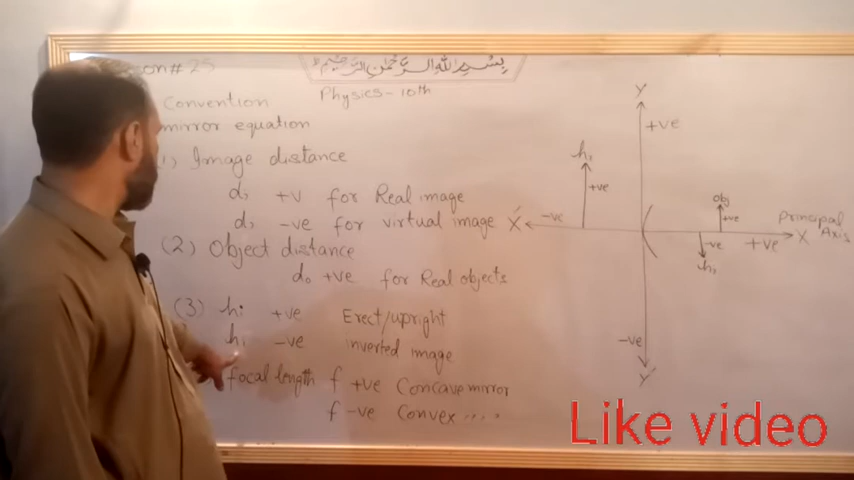 son#25
بِسْمِ اللهِ الرَّحْمٰنِ الرَّحِيْمِ
Physics-10th
Convention
mirror equation
(1) Image distance
di +v for Real image
di -ve for virtual image
(2) Object distance
do +ve for Real objects
(3) hi +ve Erect/upright
hi -ve inverted image
focal length f +ve Concave mirror
f -ve Convex ....
Y
+ve
hi
+ve
X́ -ve
obj
+ve
Principal
Axis
-ve
+ve X
hi
-ve
Y'
Like video